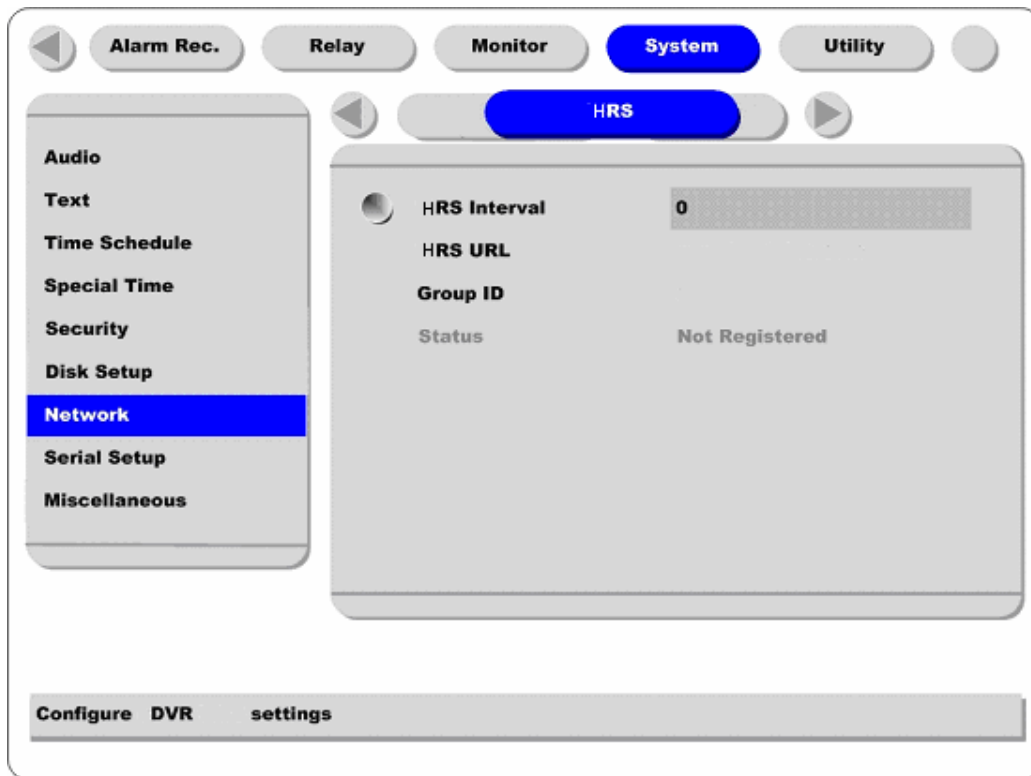 Alarm Rec. Relay Monitor System Utility
HRS
Audio
Text
Time Schedule
Special Time
Security
Disk Setup
Network
Serial Setup
Miscellaneous
HRS Interval 0
HRS URL
Group ID
Status Not Registered
Configure DVR settings